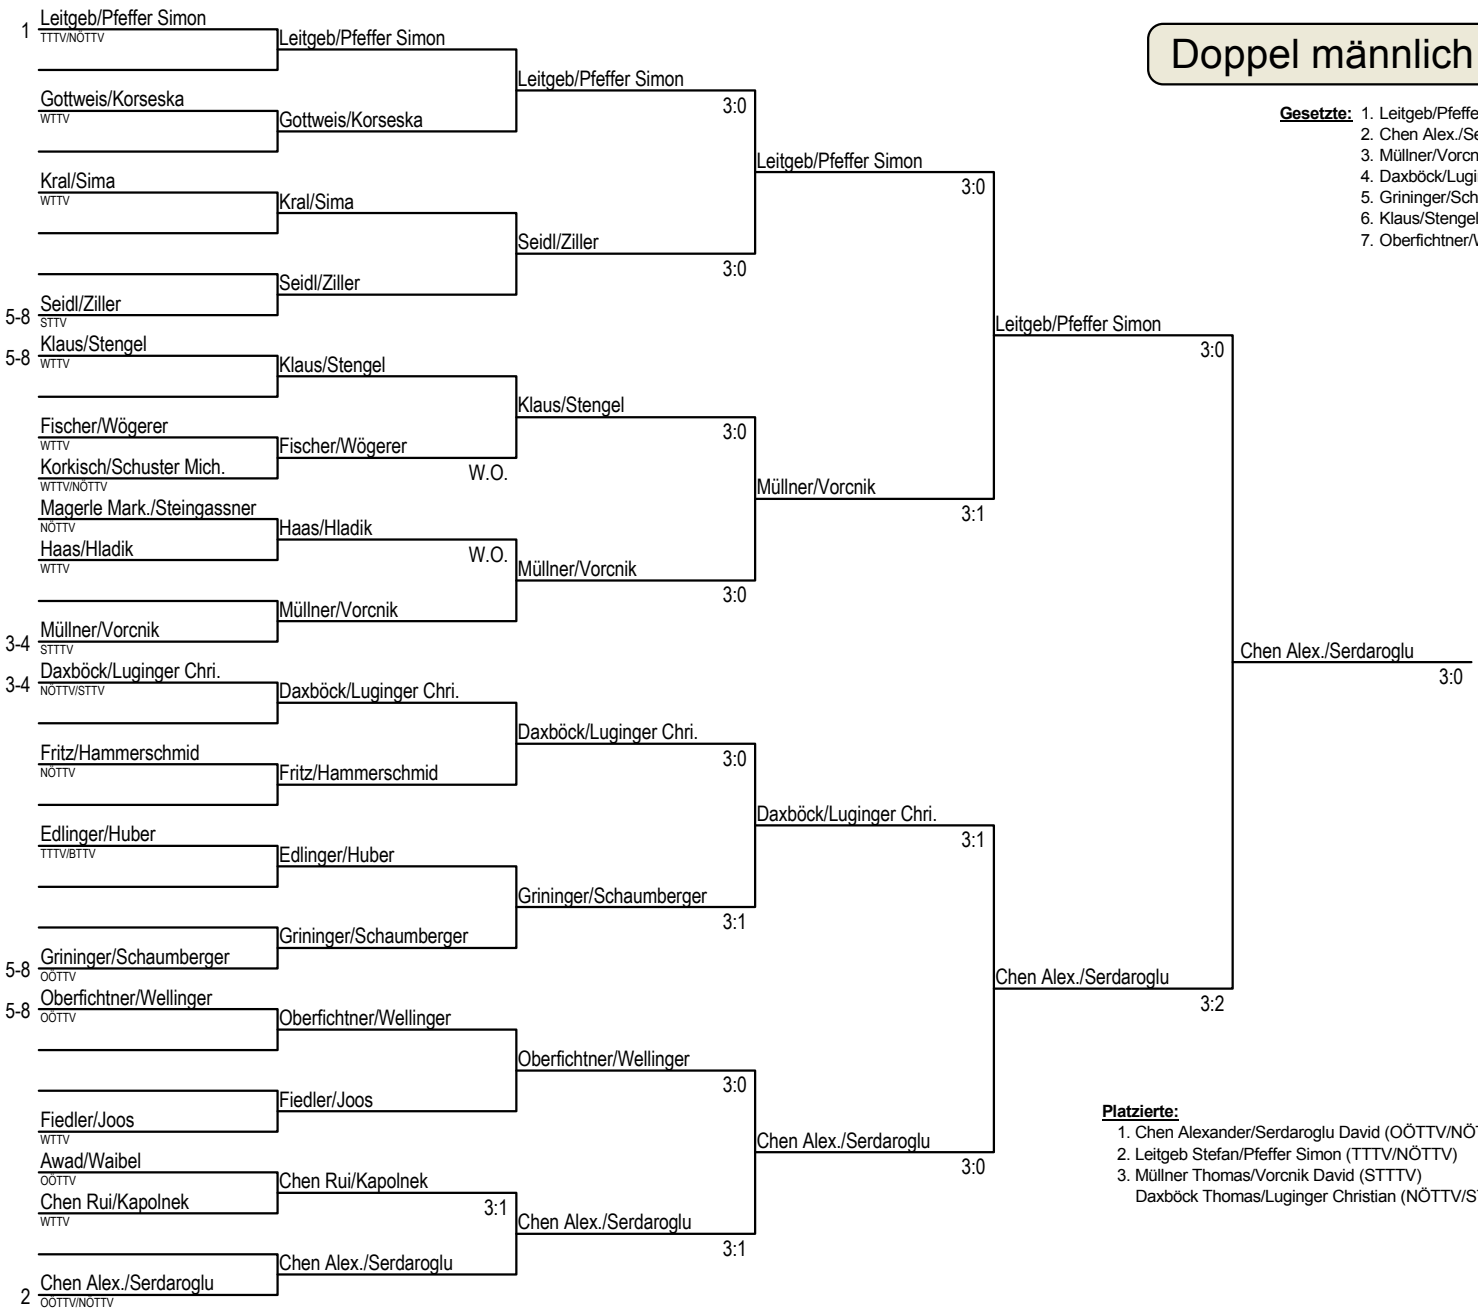 Doppel männlich
Gesetzte: 1. Leitgeb/Pfeffe
2. Chen Alex./Se
3. Müllner/Vorcn
4. Daxböck/Lugi
5. Grininger/Sch
6. Klaus/Stengel
7. Oberfichtner/
1 Leitgeb/Pfeffer Simon
TTTV/NÖTTV
Gottweis/Korseska
WTTV
Kral/Sima
WTTV
5-8 Seidl/Ziller
STTV
5-8 Klaus/Stengel
WTTV
Fischer/Wögerer
WTTV
Korkisch/Schuster Mich.
WTTV/NÖTTV
Magerle Mark./Steingassner
NÖTTV
Haas/Hladik
WTTV
3-4 Müllner/Vorcnik
STTTV
3-4 Daxböck/Luginger Chri.
NÖTTV/STTV
Fritz/Hammerschmid
NÖTTV
Edlinger/Huber
TTTV/BTTV
5-8 Grininger/Schaumberger
OÖTTV
5-8 Oberfichtner/Wellinger
OÖTTV
Fiedler/Joos
WTTV
Awad/Waibel
OÖTTV
Chen Rui/Kapolnek
WTTV
2 Chen Alex./Serdaroglu
OÖTTV/NÖTTV
Leitgeb/Pfeffer Simon
Gottweis/Korseska
Kral/Sima
Seidl/Ziller
Klaus/Stengel
Fischer/Wögerer
W.O.
Haas/Hladik
W.O.
Müllner/Vorcnik
Daxböck/Luginger Chri.
Fritz/Hammerschmid
Edlinger/Huber
Grininger/Schaumberger
Oberfichtner/Wellinger
Fiedler/Joos
Chen Rui/Kapolnek
3:1
Chen Alex./Serdaroglu
Leitgeb/Pfeffer Simon
3:0
Seidl/Ziller
3:0
Klaus/Stengel
3:0
Müllner/Vorcnik
3:0
Daxböck/Luginger Chri.
3:0
Grininger/Schaumberger
3:1
Oberfichtner/Wellinger
3:0
Chen Alex./Serdaroglu
3:1
Leitgeb/Pfeffer Simon
3:0
Müllner/Vorcnik
3:1
Daxböck/Luginger Chri.
3:1
Chen Alex./Serdaroglu
3:0
Leitgeb/Pfeffer Simon
3:0
Chen Alex./Serdaroglu
3:2
Chen Alex./Serdaroglu
3:0
Platzierte:
1. Chen Alexander/Serdaroglu David (OÖTTV/NÖ
2. Leitgeb Stefan/Pfeffer Simon (TTTV/NÖTTV)
3. Müllner Thomas/Vorcnik David (STTTV)
Daxböck Thomas/Luginger Christian (NÖTTV/S